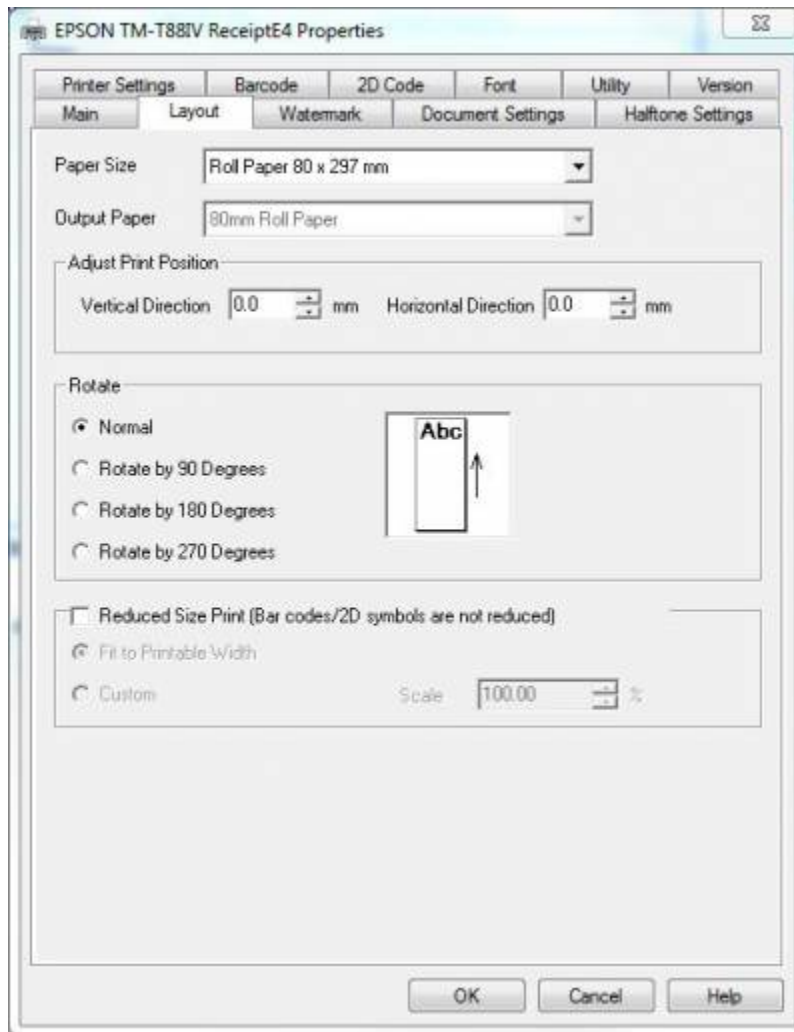 EPSON TM-T88IV ReceiptE4 Properties
Printer Settings Barcode 2D Code Font Utility Version
Main Layout Watermark Document Settings Halftone Settings
Paper Size Roll Paper 80 x 297 mm
Output Paper 80mm Roll Paper
Adjust Print Position
Vertical Direction 0.0 mm Horizontal Direction 0.0 mm
Rotate
Normal
Abc
Rotate by 90 Degrees
Rotate by 180 Degrees
Rotate by 270 Degrees
Reduced Size Print (Bar codes/2D symbols are not reduced)
Fit to Printable Width
Custom Scale 100.00 %
OK Cancel Help